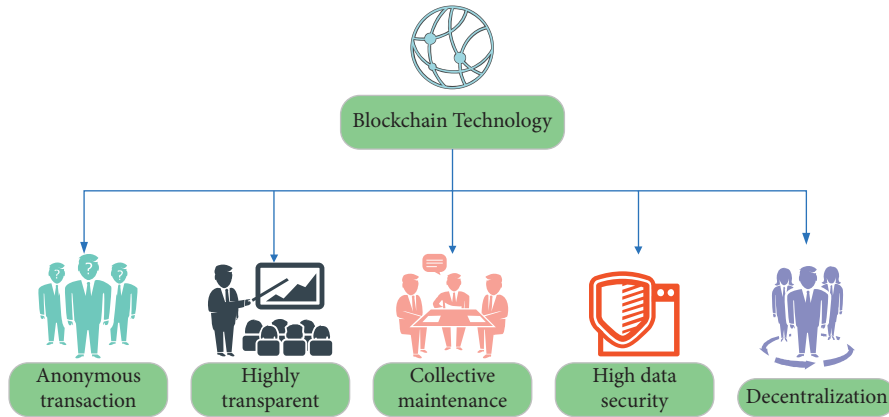 Blockchain Technology
? ? ?
Anonymous
transaction
Highly
transparent
Collective
maintenance
High data
security
Decentralization